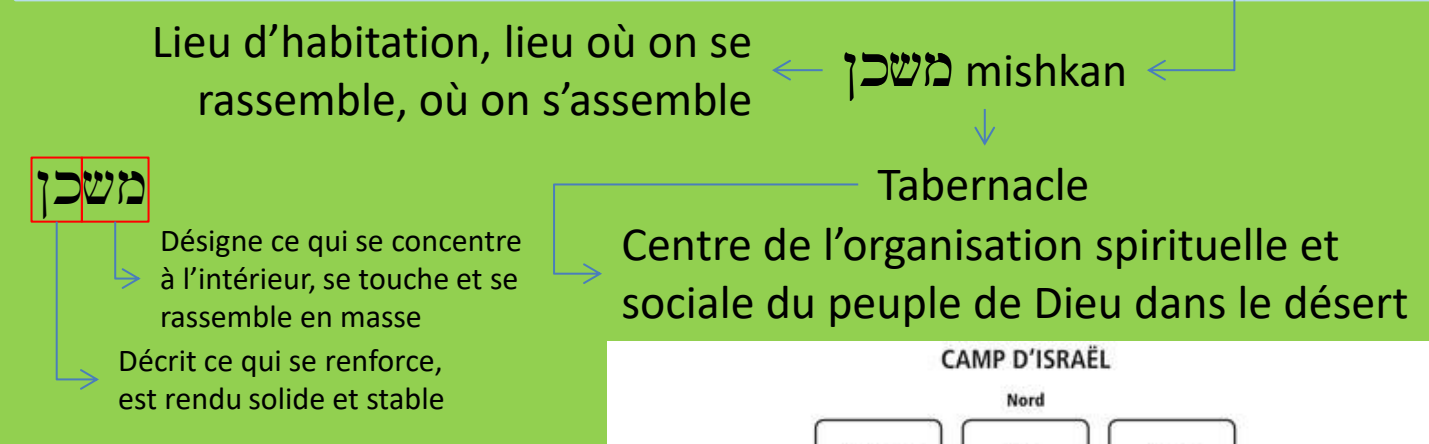 Lieu d’habitation, lieu où on se
rassemble, où on s’assemble
משכן mishkan
Tabernacle
Centre de l’organisation spirituelle et
sociale du peuple de Dieu dans le désert
משכן
Désigne ce qui se concentre
à l’intérieur, se touche et se
rassemble en masse
Décrit ce qui se renforce,
est rendu solide et stable
CAMP D’ISRAËL
Nord